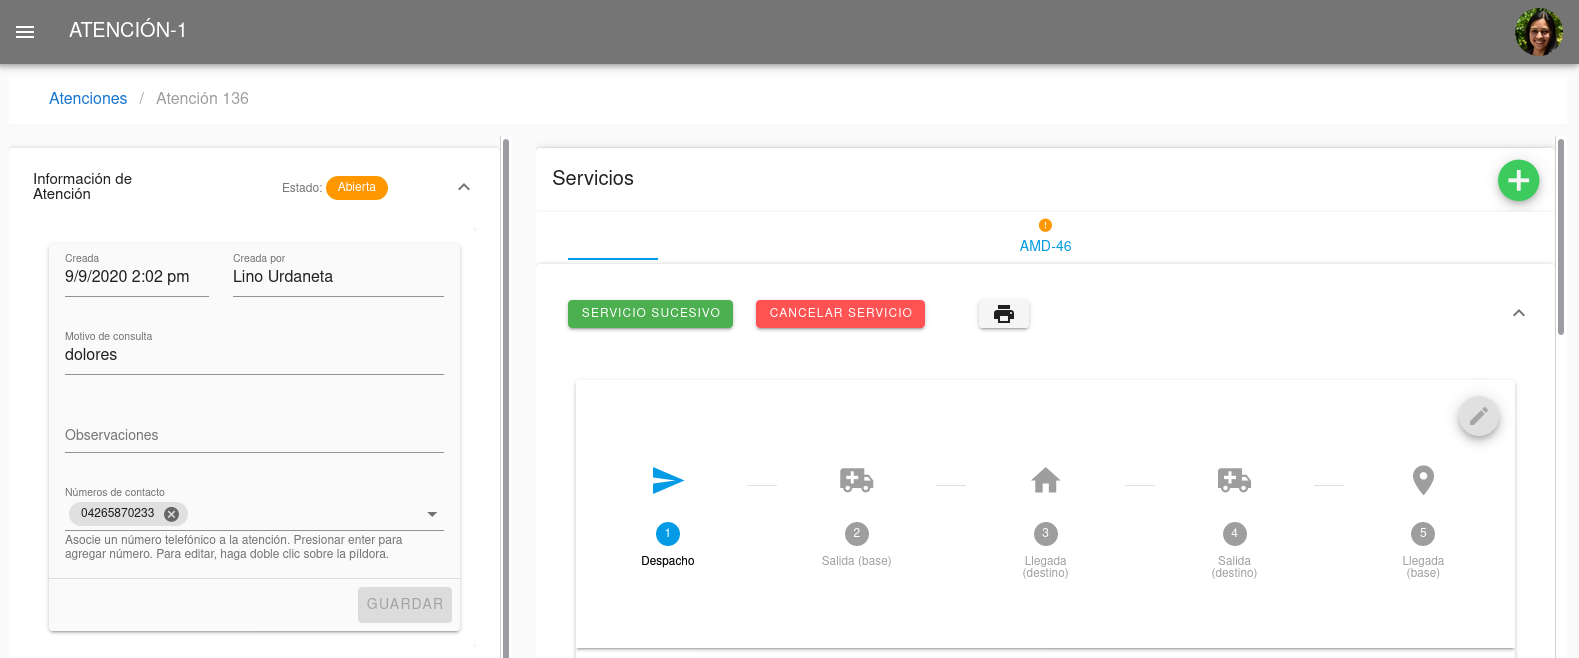 ATENCIÓN-1
Atenciones / Atención 136
Información de
Atención
Estado: Abierta
Creada
9/9/2020 2:02 pm
Creada por
Lino Urdaneta
Motivo de consulta
dolores
Observaciones
Números de contacto
04265870233
Asocie un número telefónico a la atención. Presionar enter para
agregar número. Para editar, haga doble clic sobre la píldora.
GUARDAR
Servicios
AMD-46
SERVICIO SUCESIVO
CANCELAR SERVICIO
1
Despacho
2
Salida (base)
3
Llegada
(destino)
4
Salida
(destino)
5
Llegada
(base)